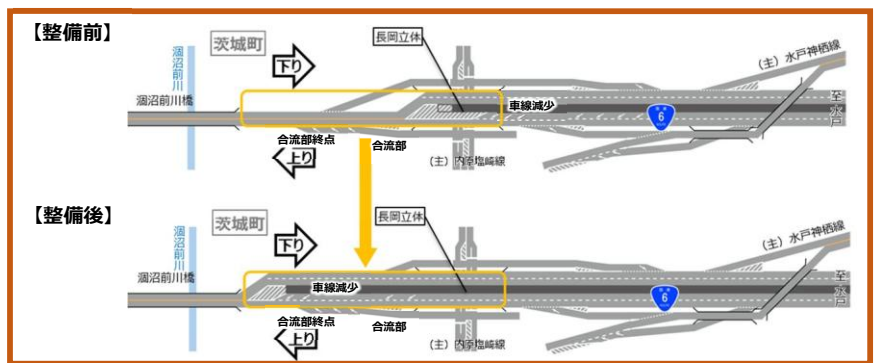 【整備前】
茨城町
下り
涸沼前川
涸沼前川橋
長岡立体
車線減少
（主）水戸神栖線
至水戸
6
合流部終点
合流部
上り
（主）内原塩崎線
【整備後】
茨城町
下り
涸沼前川
涸沼前川橋
長岡立体
車線減少
（主）水戸神栖線
至水戸
6
合流部終点
合流部
上り
（主）内原塩崎線